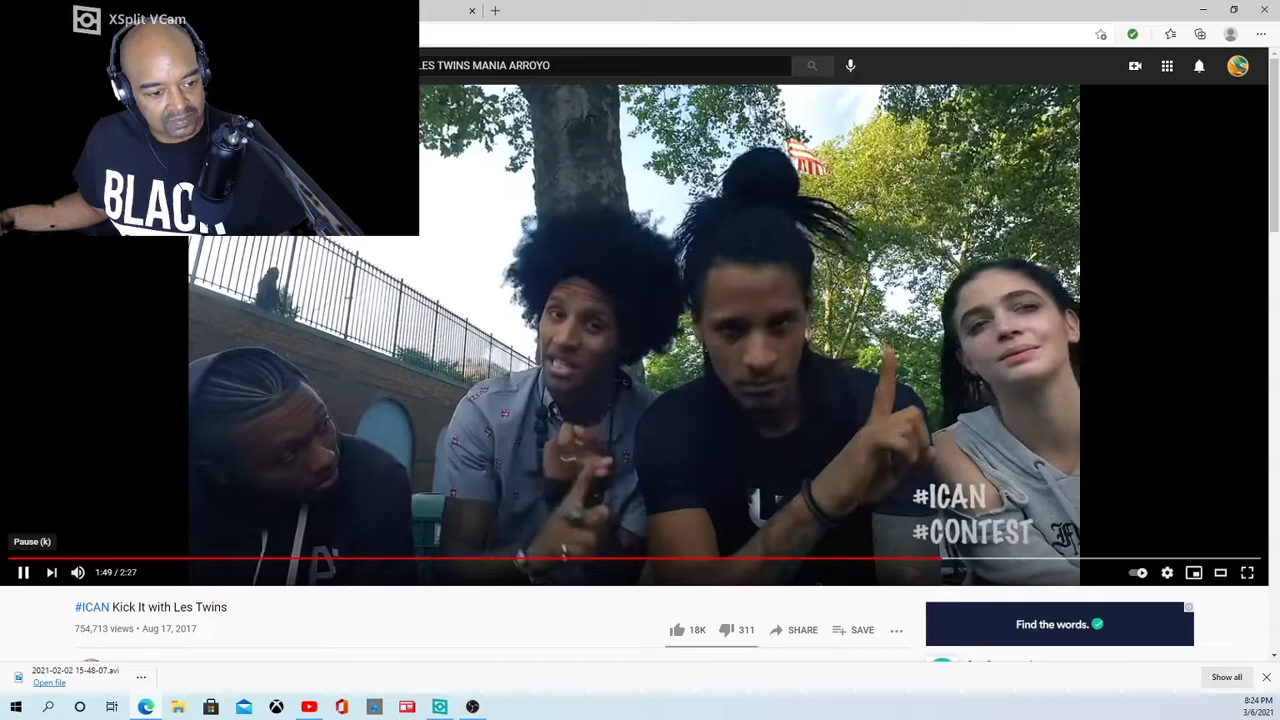 XSplit VCam
LES TWINS MANIA ARROYO
BLACK
#ICAN
#CONTEST
Pause (k)
1:49 / 2:27
#ICAN Kick It with Les Twins
754,713 views • Aug 17, 2017
18K
311
SHARE
SAVE
Find the words.
2021-02-02 15-48-07.avi
Open file
Show all
8:24 PM
3/6/2021